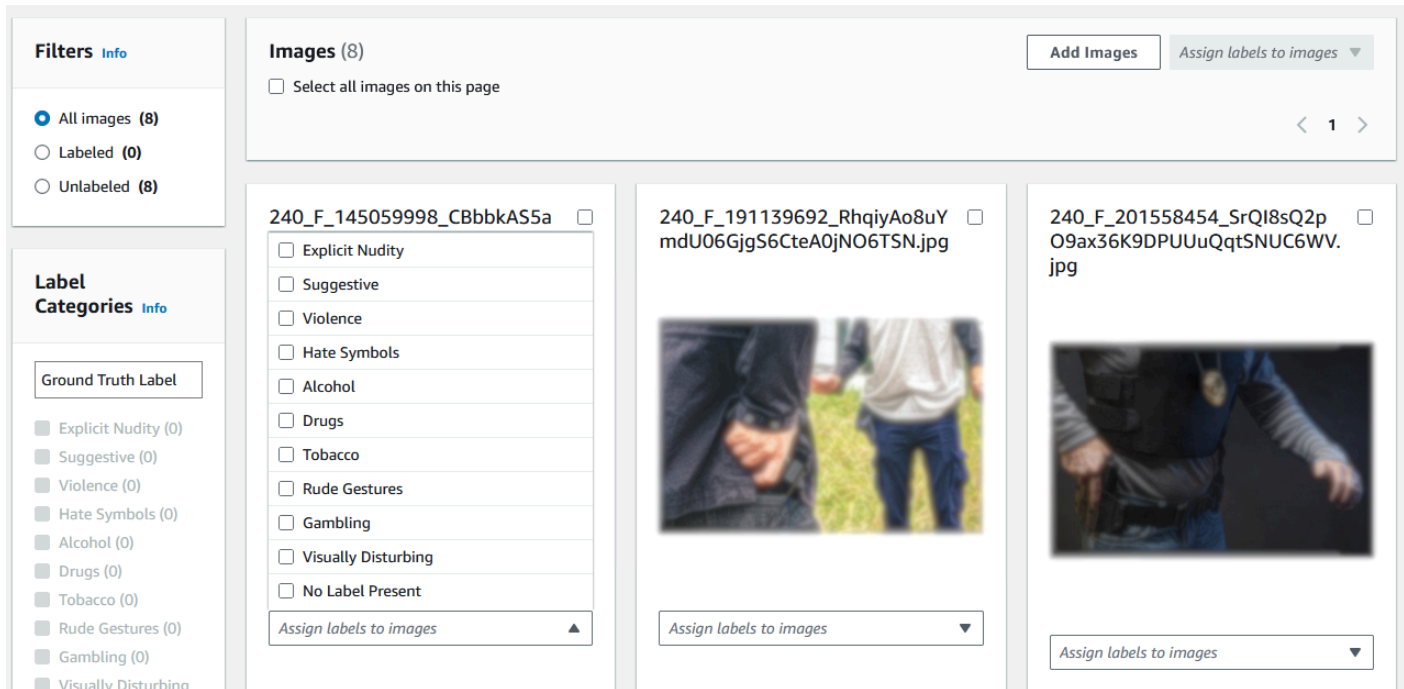 Filters Info
All images (8)
Labeled (0)
Unlabeled (8)
Label
Categories Info
Ground Truth Label
Explicit Nudity (0)
Suggestive (0)
Violence (0)
Hate Symbols (0)
Alcohol (0)
Drugs (0)
Tobacco (0)
Rude Gestures (0)
Gambling (0)
Visually Disturbing
Images (8)
Add Images
Assign labels to images
Select all images on this page
1
240_F_145059998_CBbbkAS5a
Explicit Nudity
Suggestive
Violence
Hate Symbols
Alcohol
Drugs
Tobacco
Rude Gestures
Gambling
Visually Disturbing
No Label Present
Assign labels to images
240_F_191139692_RhqiyAo8uY
mdU06GjgS6CteA0jNO6TSN.jpg
Assign labels to images
240_F_201558454_SrQI8sQ2p
O9ax36K9DPUUuQqtSNUC6WV.
jpg
Assign labels to images